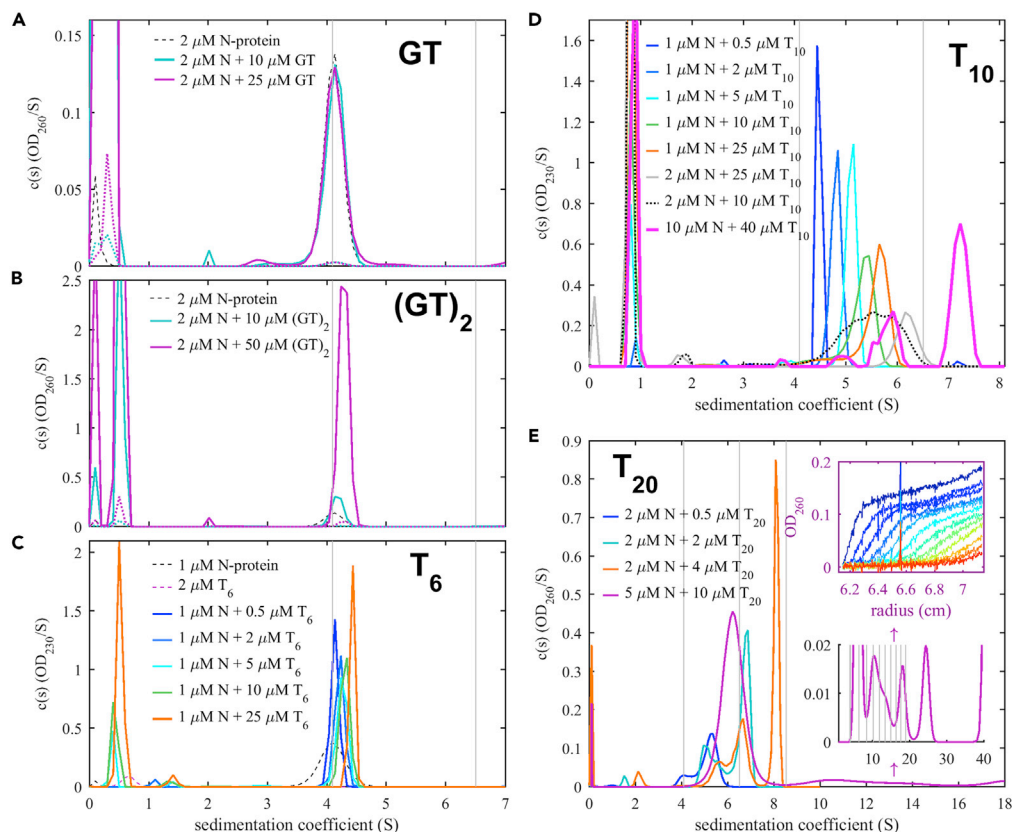 A
GT
2 μM N-protein
2 μM N + 10 μM GT
2 μM N + 25 μM GT
0.15
0.1
0.05
0
c(s) (OD260/S)
B
(GT)2
2 μM N-protein
2 μM N + 10 μM (GT)2
2 μM N + 50 μM (GT)2
2.5
2
1.5
1
0.5
0
c(s) (OD260/S)
C
T6
1 μM N-protein
2 μM T6
1 μM N + 0.5 μM T6
1 μM N + 2 μM T6
1 μM N + 5 μM T6
1 μM N + 10 μM T6
1 μM N + 25 μM T6
2
1.5
1
0.5
0
c(s) (OD230/S)
0 1 2 3 4 5 6 7
sedimentation coefficient (S)
D
T10
1 μM N + 0.5 μM T10
1 μM N + 2 μM T10
1 μM N + 5 μM T10
1 μM N + 10 μM T10
1 μM N + 25 μM T10
2 μM N + 25 μM T10
2 μM N + 10 μM T10
10 μM N + 40 μM T10
1.6
1.4
1.2
1
0.8
0.6
0.4
0.2
0
c(s) (OD230/S)
0 1 2 3 4 5 6 7 8
sedimentation coefficient (S)
E
T20
2 μM N + 0.5 μM T20
2 μM N + 2 μM T20
2 μM N + 4 μM T20
5 μM N + 10 μM T20
0.9
0.8
0.7
0.6
0.5
0.4
0.3
0.2
0.1
0
c(s) (OD260/S)
0 2 4 6 8 10 12 14 16 18
sedimentation coefficient (S)
0.2
0.1
0
OD260
6.2 6.4 6.6 6.8 7
radius (cm)
0.02
0.01
0
10 20 30 40